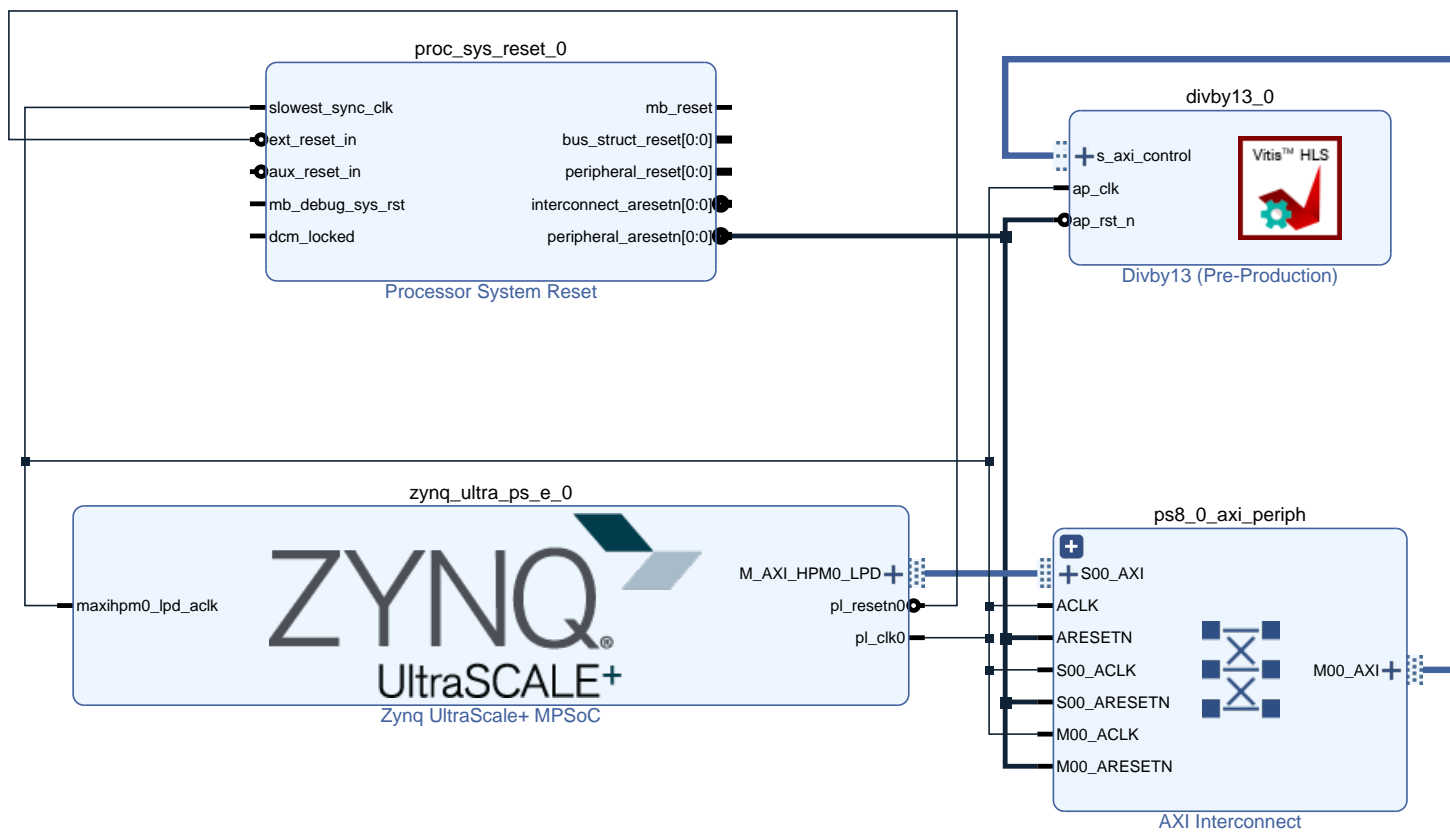 proc_sys_reset_0
slowest_sync_clk
ext_reset_in
aux_reset_in
mb_debug_sys_rst
dcm_locked
mb_reset
bus_struct_reset[0:0]
peripheral_reset[0:0]
interconnect_aresetn[0:0]
peripheral_aresetn[0:0]
Processor System Reset
divby13_0
s_axi_control
ap_clk
ap_rst_n
Vitis™ HLS
Divby13 (Pre-Production)
zynq_ultra_ps_e_0
maxihpm0_lpd_aclk
ZYNQ®
UltraSCALE+
M_AXI_HPM0_LPD
pl_resetn0
pl_clk0
Zynq UltraScale+ MPSoC
ps8_0_axi_periph
S00_AXI
ACLK
ARESETN
S00_ACLK
S00_ARESETN
M00_ACLK
M00_ARESETN
M00_AXI
AXI Interconnect